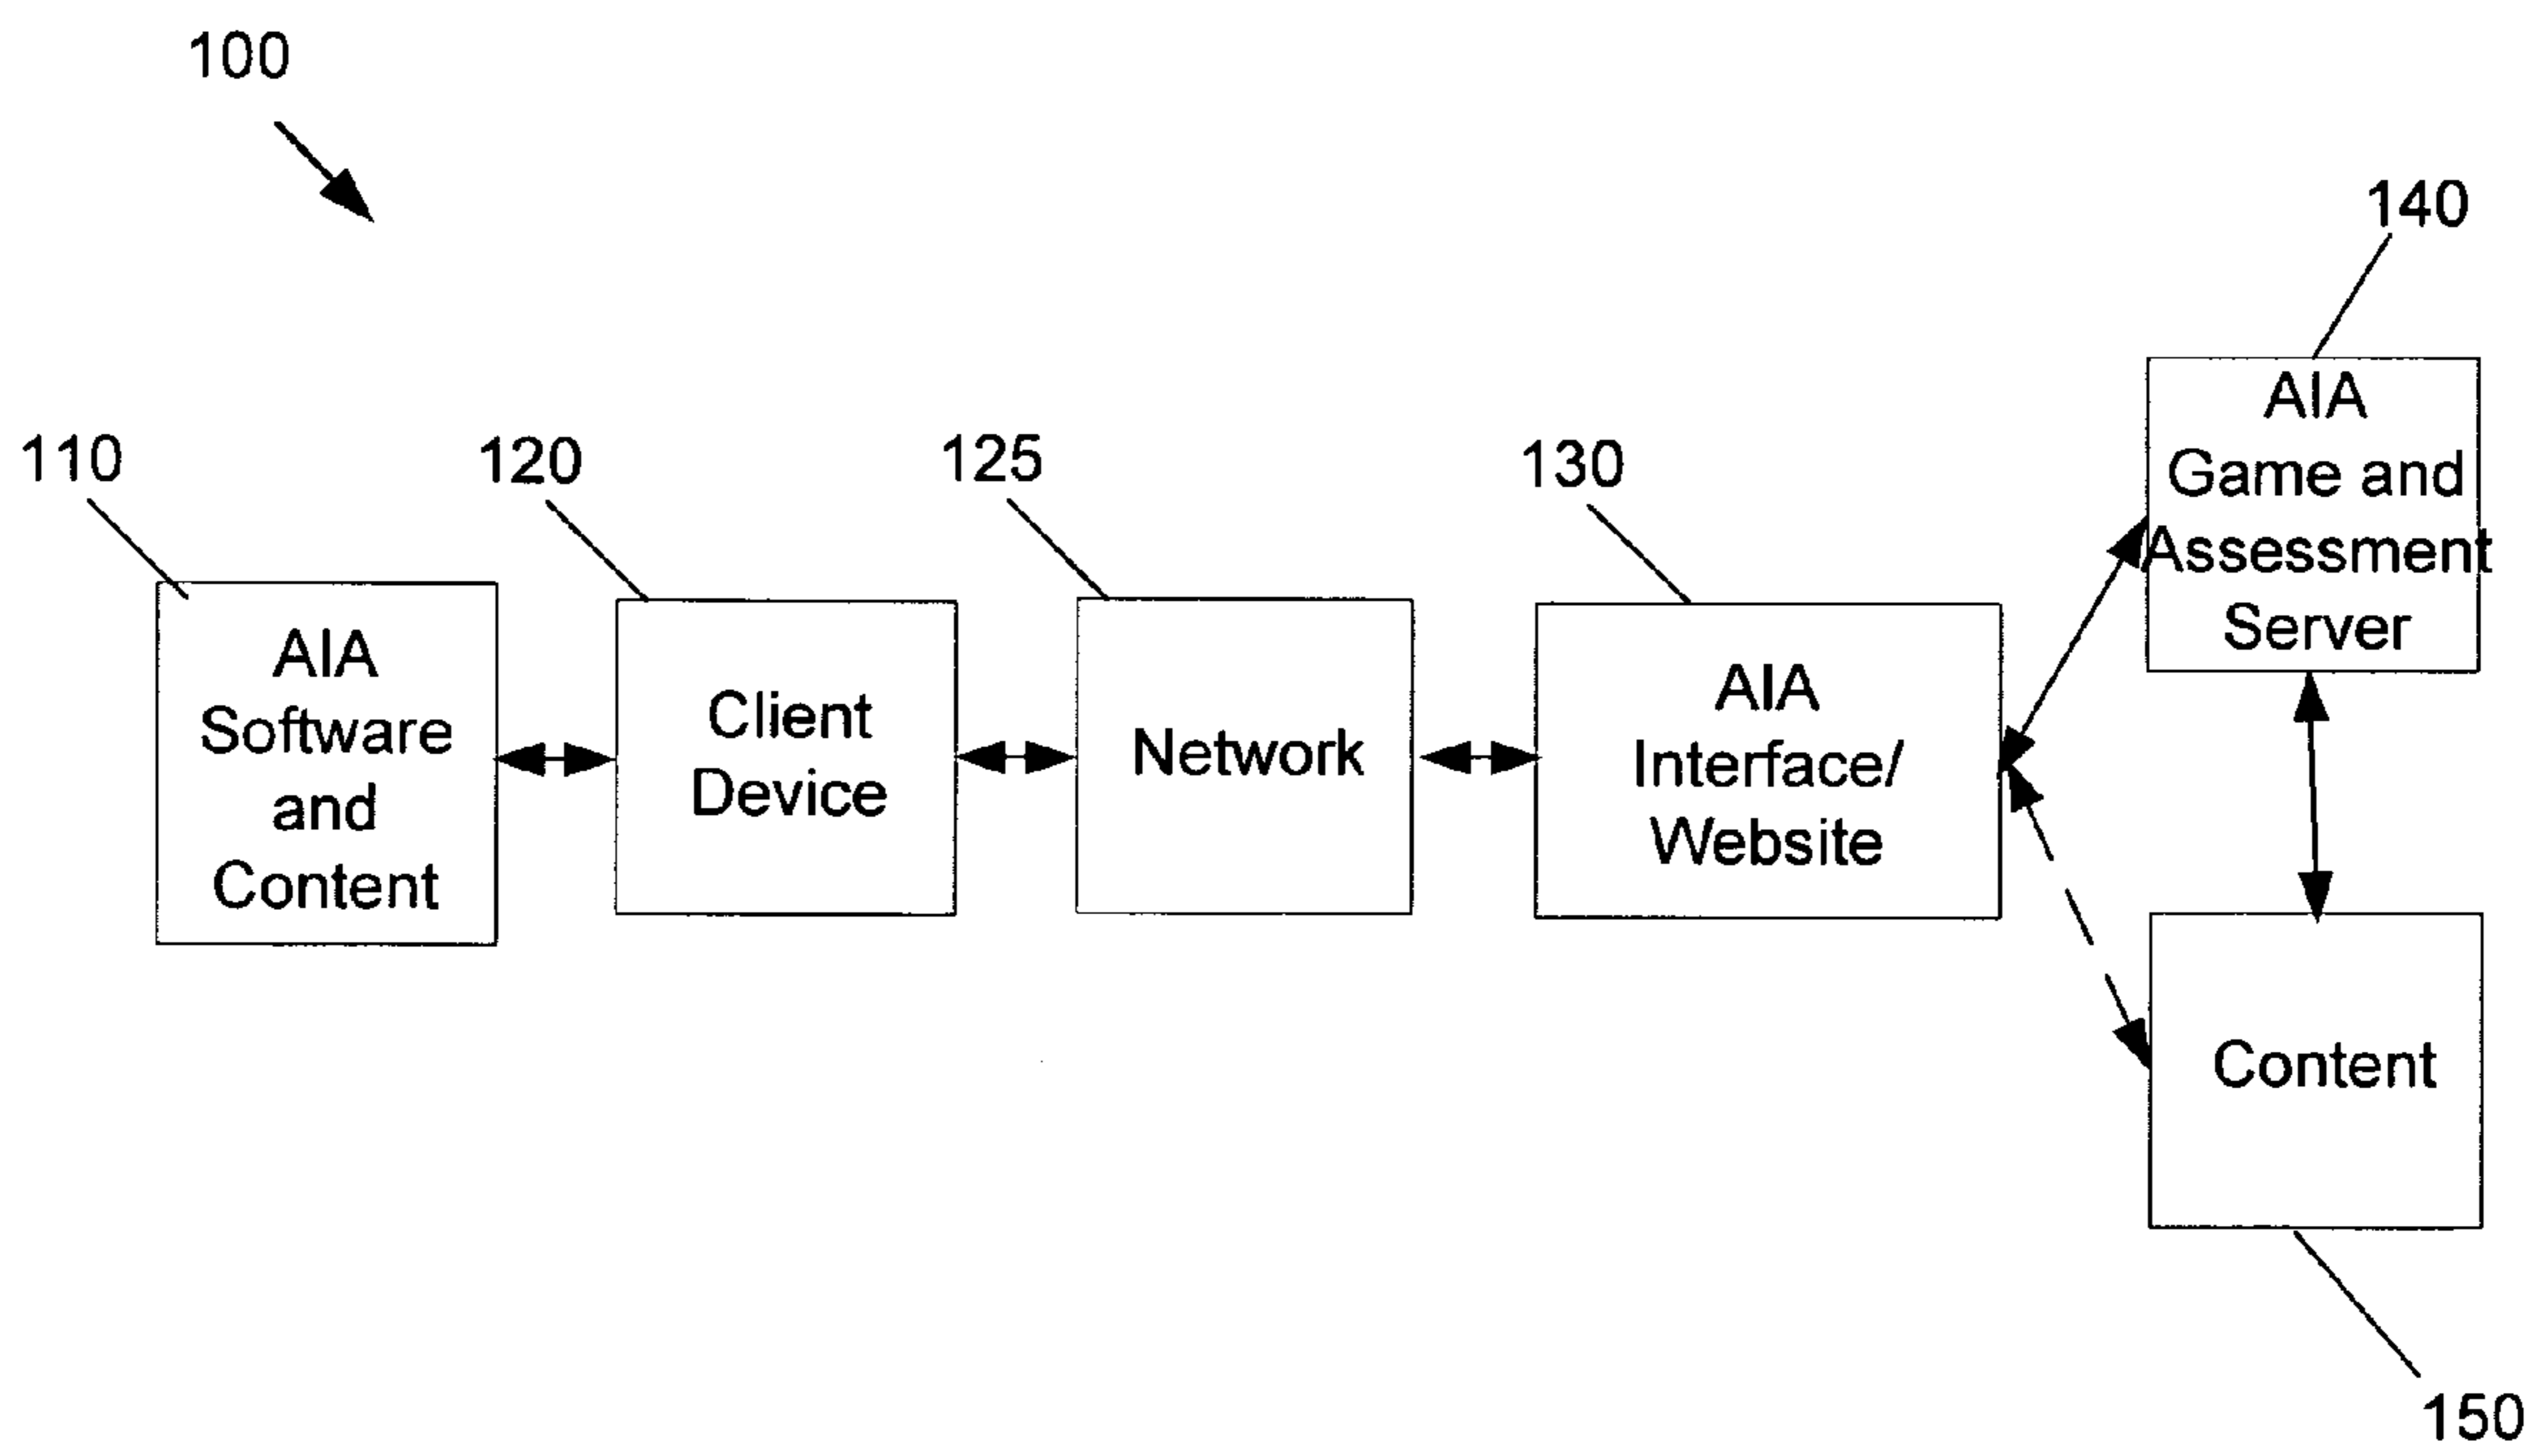 100
140
110
120
125
130
AIA
Game and
Assessment
Server
AIA
Software
and
Content
Client
Device
Network
AIA
Interface/
Website
Content
150